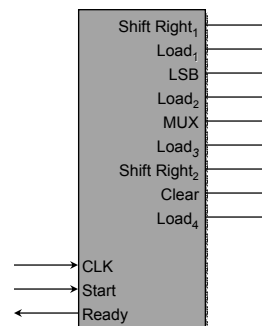 Shift Right₁
Load₁
LSB
Load₂
MUX
Load₃
Shift Right₂
Clear
Load₄
CLK
Start
Ready